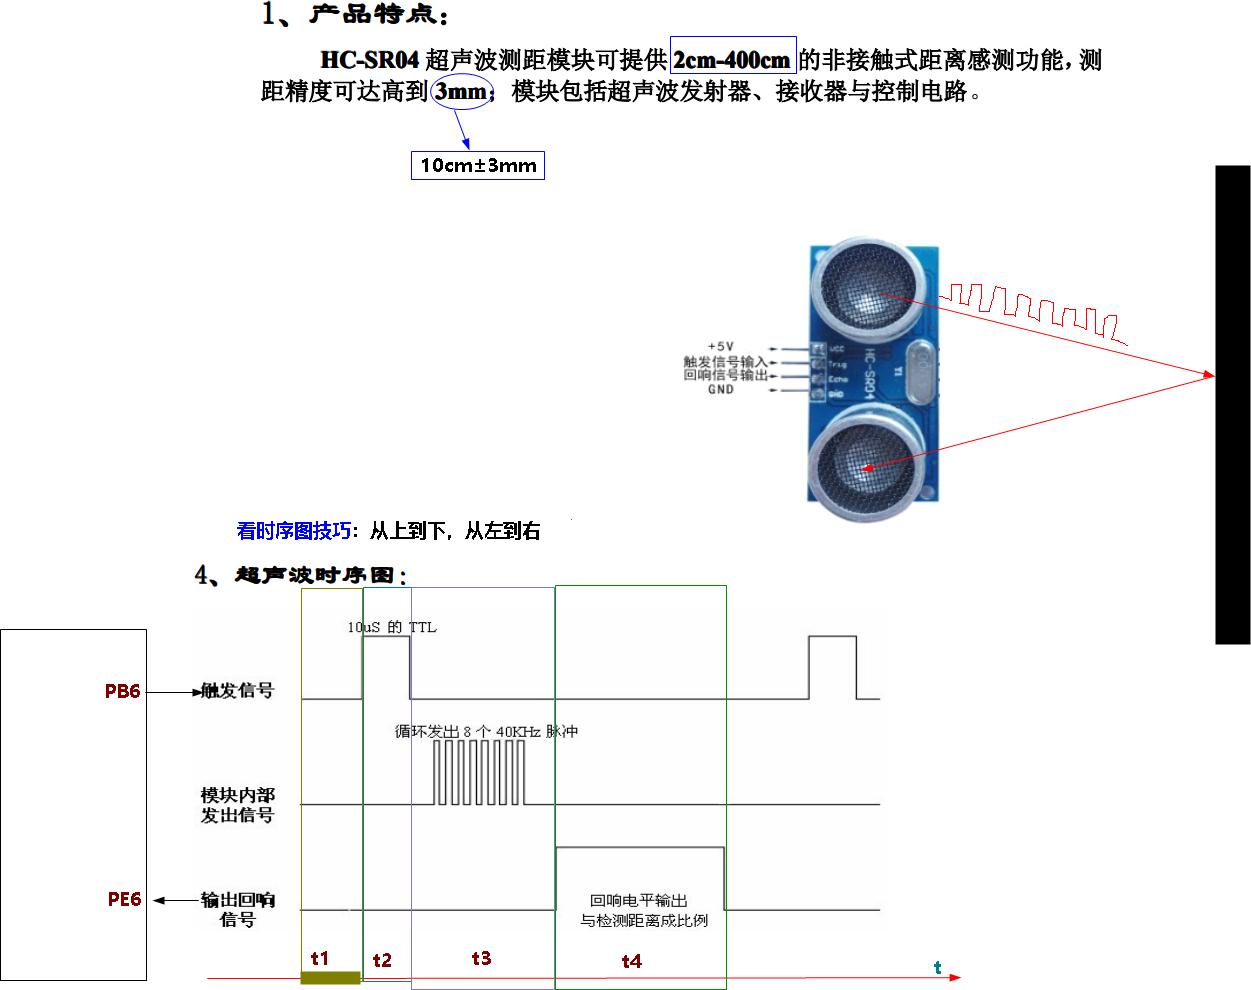 1、产品特点：
HC-SR04 超声波测距模块可提供 2cm-400cm 的非接触式距离感测功能，测
距精度可达高到 3mm；模块包括超声波发射器、接收器与控制电路。
10cm±3mm
+5V
触发信号输入
回响信号输出
GND
VCC
Trig
Echo
GND
HC-SR04
Y1
看时序图技巧：从上到下，从左到右
4、超声波时序图：
10uS 的 TTL
PB6
触发信号
循环发出 8 个 40KHz 脉冲
模块内部
发出信号
PE6
输出回响
信号
回响电平输出
与检测距离成比例
t1
t2
t3
t4
t